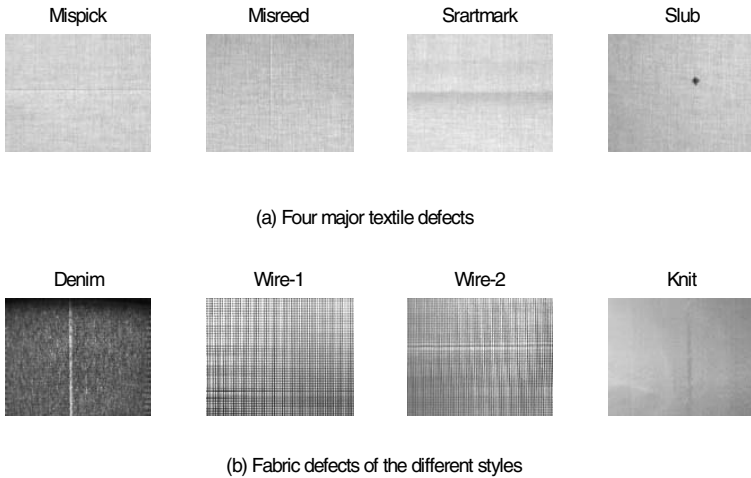 Mispick Misreed Srartmark Slub
(a) Four major textile defects
Denim Wire-1 Wire-2 Knit
(b) Fabric defects of the different styles